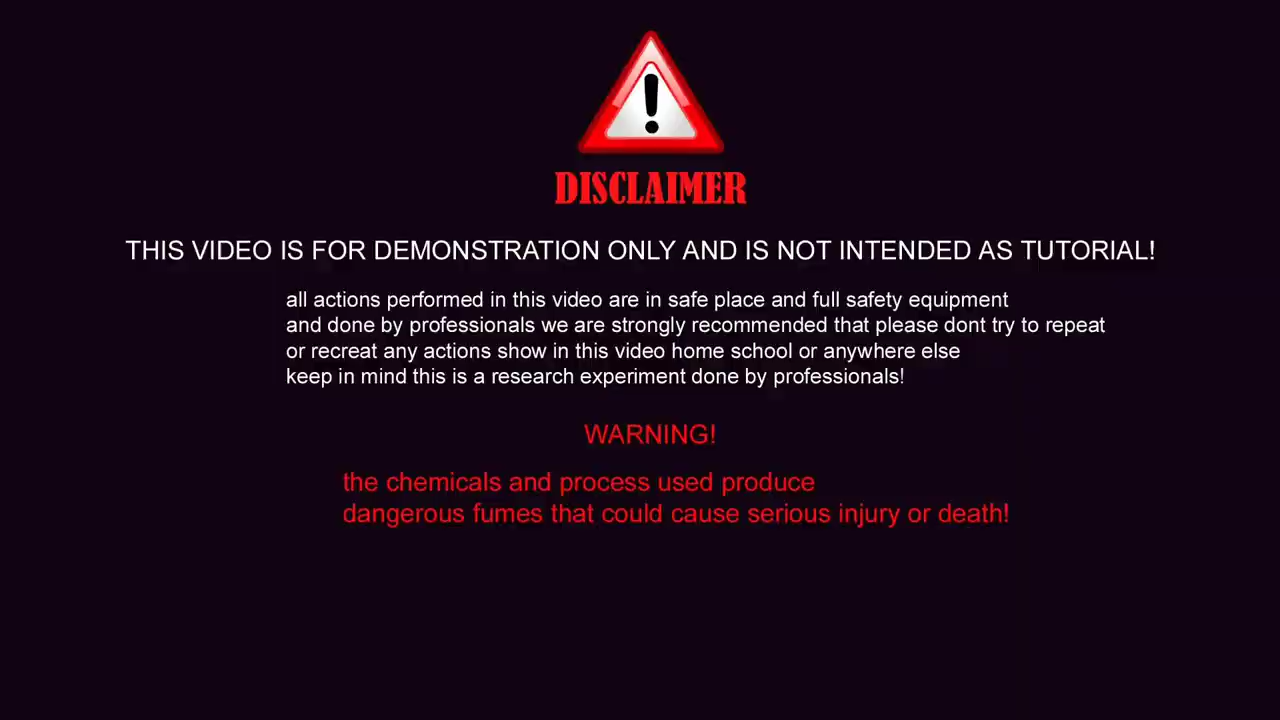 DISCLAIMER
THIS VIDEO IS FOR DEMONSTRATION ONLY AND IS NOT INTENDED AS TUTORIAL!
all actions performed in this video are in safe place and full safety equipment
and done by professionals we are strongly recommended that please dont try to repeat
or recreat any actions show in this video home school or anywhere else
keep in mind this is a research experiment done by professionals!
WARNING!
the chemicals and process used produce
dangerous fumes that could cause serious injury or death!